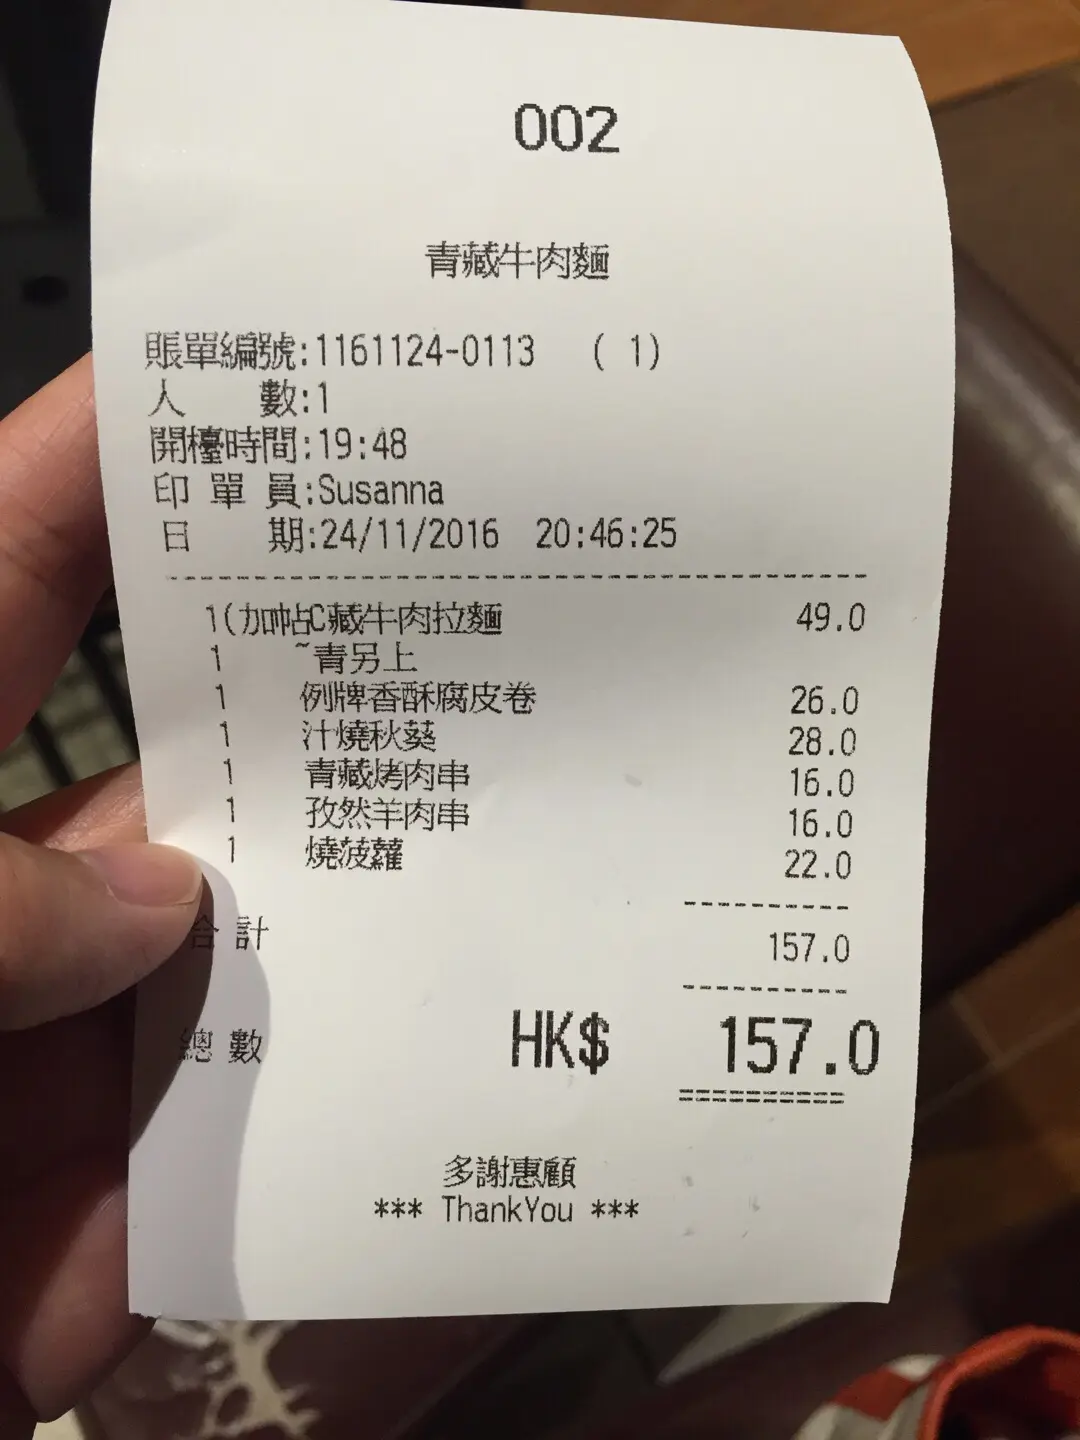 002
青藏牛肉麵
賬單編號:1161124-0113 ( 1)
人 數:1
開檯時間:19:48
印 單 員:Susanna
日 期:24/11/2016 20:46:25
1(加帖C藏牛肉拉麵 49.0
1 ~青另上
1 例牌香酥腐皮卷 26.0
1 汁燒秋葵 28.0
1 青藏烤肉串 16.0
1 孜然羊肉串 16.0
1 燒菠蘿 22.0
合 計 157.0
總 數 HK$ 157.0
多謝惠顧
*** ThankYou ***